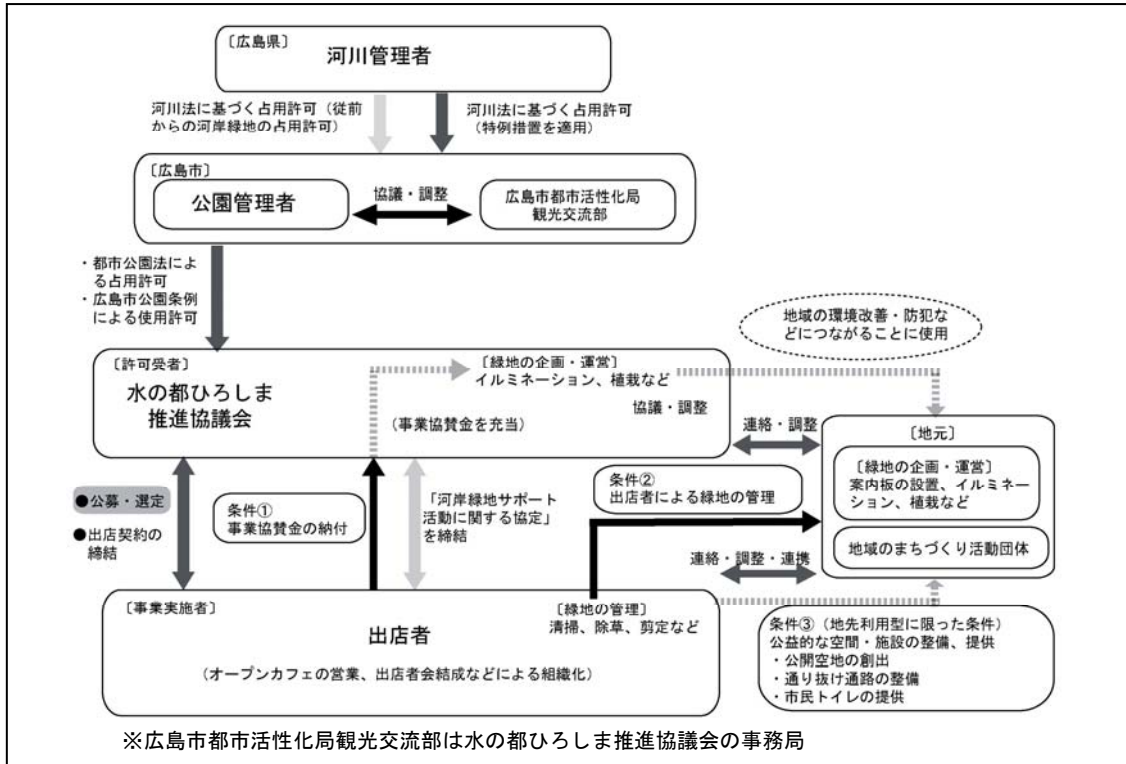 〔広島県〕
河川管理者
河川法に基づく占用許可（従前
からの河岸緑地の占用許可）
河川法に基づく占用許可
（特例措置を適用）
〔広島市〕
公園管理者
協議・調整
広島市都市活性化局
観光交流部
・都市公園法によ
る占用許可
・広島市公園条例
による使用許可
地域の環境改善・防犯な
どにつながることに使用
〔許可受者〕
水の都ひろしま
推進協議会
〔緑地の企画・運営〕
イルミネーション、植栽など
協議・調整
（事業協賛金を充当）
連絡・調整
〔地元〕
〔緑地の企画・運営〕
案内板の設置、イルミネー
ション、植栽など
地域のまちづくり活動団体
●公募・選定
●出店契約の
締結
条件①
事業協賛金の納付
「河岸緑地サポート
活動に関する協定」
を締結
条件②
出店者による緑地の管理
連絡・調整・連携
〔事業実施者〕
出店者
〔緑地の管理〕
清掃、除草、剪定など
（オープンカフェの営業、出店者会結成などによる組織化）
条件③（地先利用型に限った条件）
公益的な空間・施設の整備、提供
・公開空地の創出
・通り抜け通路の整備
・市民トイレの提供
※広島市都市活性化局観光交流部は水の都ひろしま推進協議会の事務局